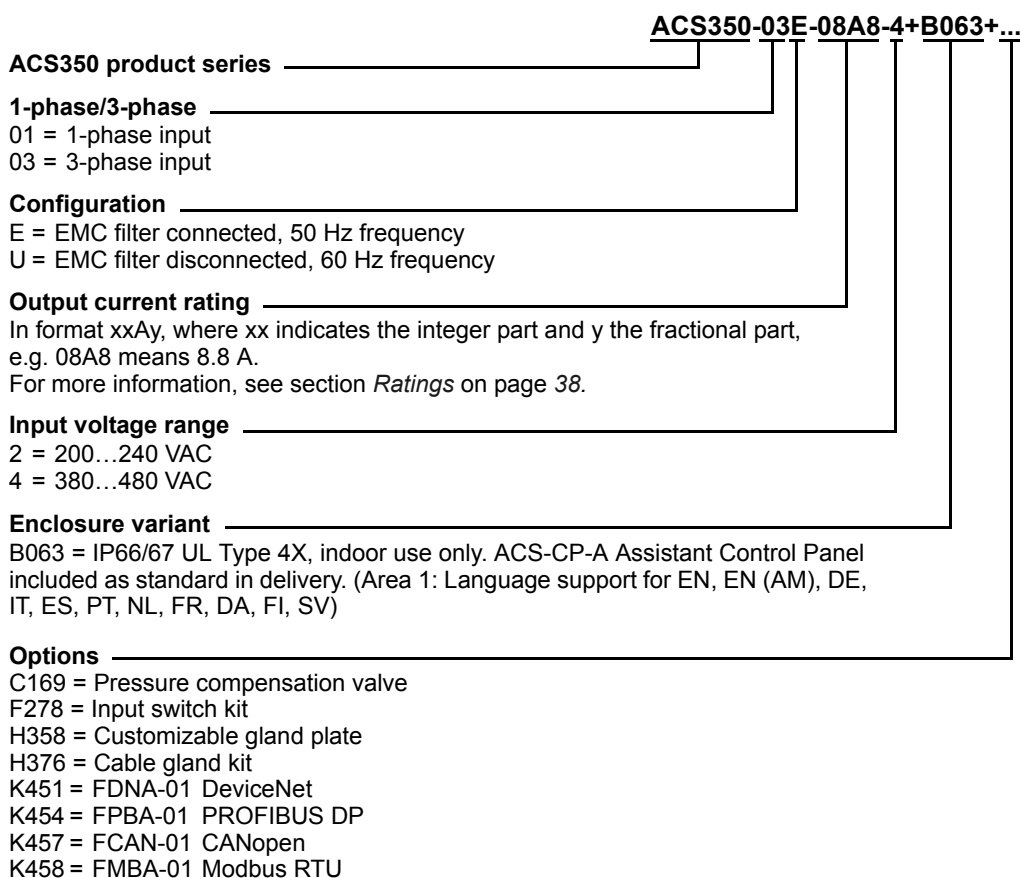 ACS350-03E-08A8-4+B063+...
ACS350 product series
1-phase/3-phase
01 = 1-phase input
03 = 3-phase input
Configuration
E = EMC filter connected, 50 Hz frequency
U = EMC filter disconnected, 60 Hz frequency
Output current rating
In format xxAy, where xx indicates the integer part and y the fractional part,
e.g. 08A8 means 8.8 A.
For more information, see section Ratings on page 38.
Input voltage range
2 = 200…240 VAC
4 = 380…480 VAC
Enclosure variant
B063 = IP66/67 UL Type 4X, indoor use only. ACS-CP-A Assistant Control Panel
included as standard in delivery. (Area 1: Language support for EN, EN (AM), DE,
IT, ES, PT, NL, FR, DA, FI, SV)
Options
C169 = Pressure compensation valve
F278 = Input switch kit
H358 = Customizable gland plate
H376 = Cable gland kit
K451 = FDNA-01 DeviceNet
K454 = FPBA-01 PROFIBUS DP
K457 = FCAN-01 CANopen
K458 = FMBA-01 Modbus RTU